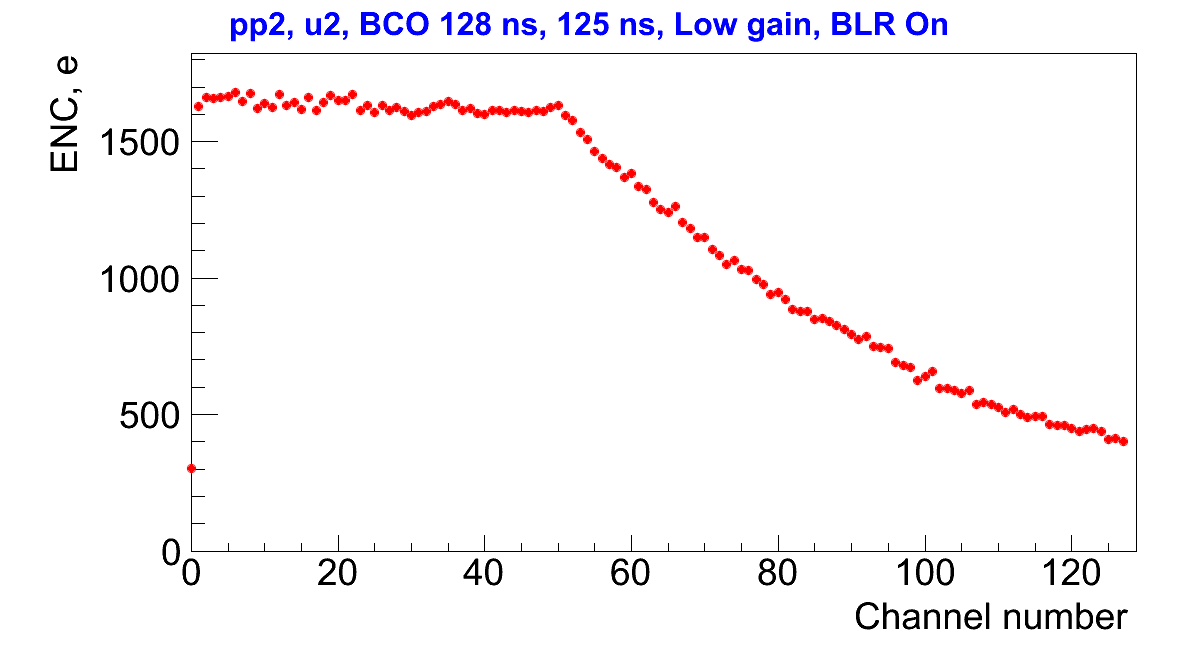 pp2, u2, BCO 128 ns, 125 ns, Low gain, BLR On
ENC, e
1500
1000
500
0
0 20 40 60 80 100 120
Channel number